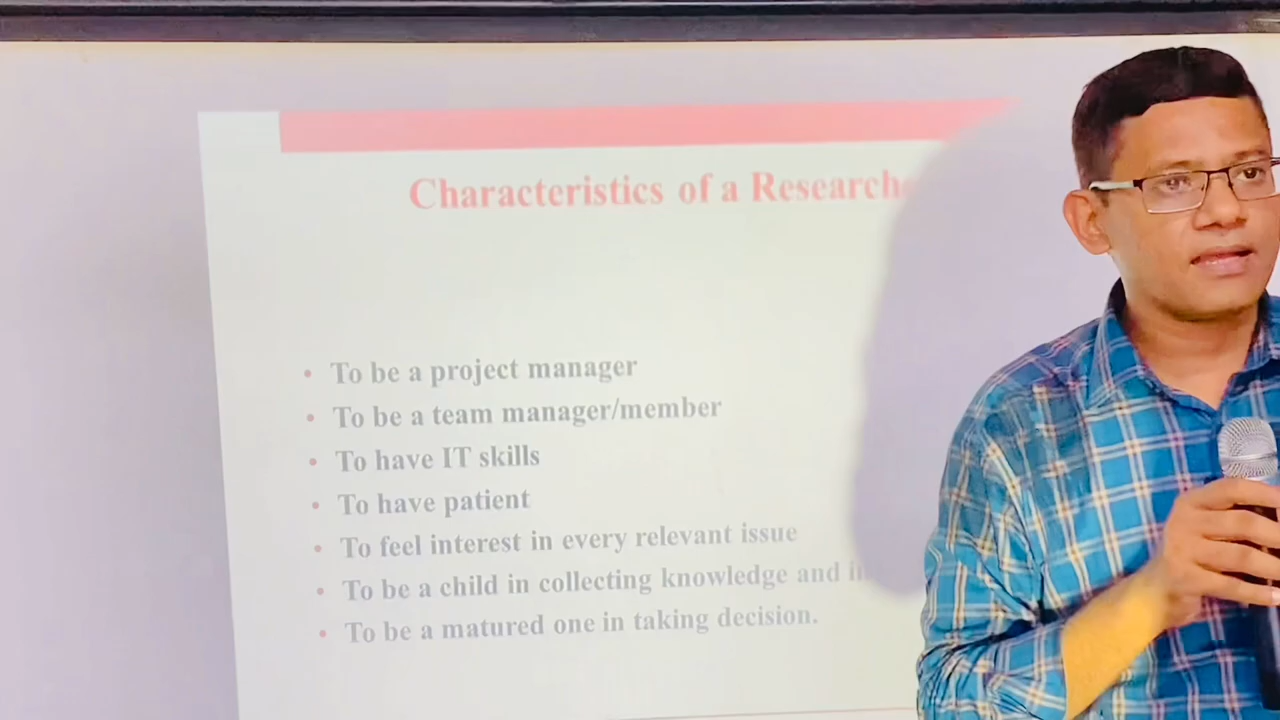 Characteristics of a Research
• To be a project manager
• To be a team manager/member
• To have IT skills
• To have patient
• To feel interest in every relevant issue
• To be a child in collecting knowledge and
• To be a matured one in taking decision.